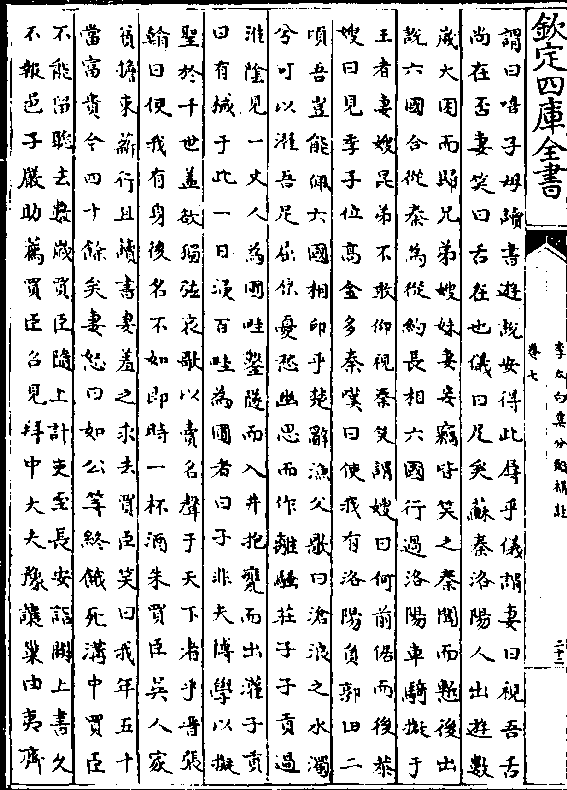 欽定四庫全書
李太白集分類補註
卷七
謂曰嘻子毋讀書遊說安得此辱乎儀謂妻曰視吾舌
尚在否妻笑曰舌在也儀曰足矣蘇秦洛陽人出遊數
歲大困而歸兄弟嫂妹妻妾竊皆笑之秦聞而慙後出
說六國合從秦為從約長相六國行過洛陽車騎擬于
王者妻嫂昆弟不敢仰視秦笑謂嫂曰何前倨而後恭
嫂曰見季子位高金多秦嘆曰使我有洛陽負郭田二
頃吾豈能佩六國相印乎楚辭漁父歌曰滄浪之水濁
兮可以濯吾足屈原憂愁幽思而作離騷莊子子貢過
淮陰見一丈人為圃畦鑿隧而入井抱甕而出灌子貢
曰有械于此一日浸百畦為圃者曰子非夫博學以擬
聖於千世盖欲獨弦哀歌以賣名聲于天下者乎晉張
翰曰使我有身後名不如即時一杯酒朱買臣吳人家
貧擔束薪行且讀書妻羞之求去買臣笑曰我年五十
當富貴今四十餘矣妻怒曰如公等終餓死溝中買臣
不能留聽去數歲買臣隨上計吏至長安詣闕上書久
不報邑子嚴助薦買臣召見拜中大夫豫讓巢由夷齊